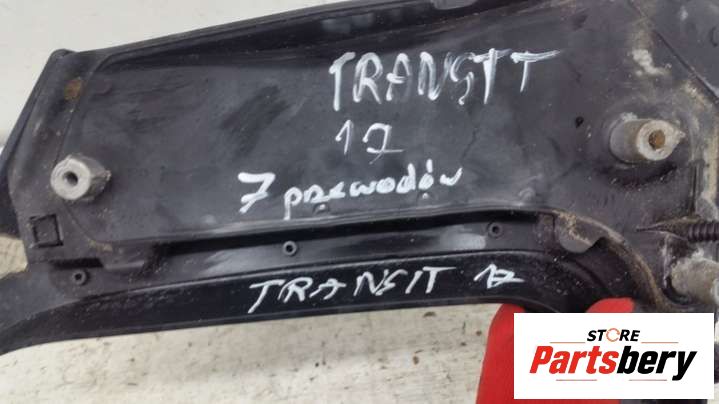 TRANSIT
17
7 przewodów
TRANSIT 17
STORE
Partsbery